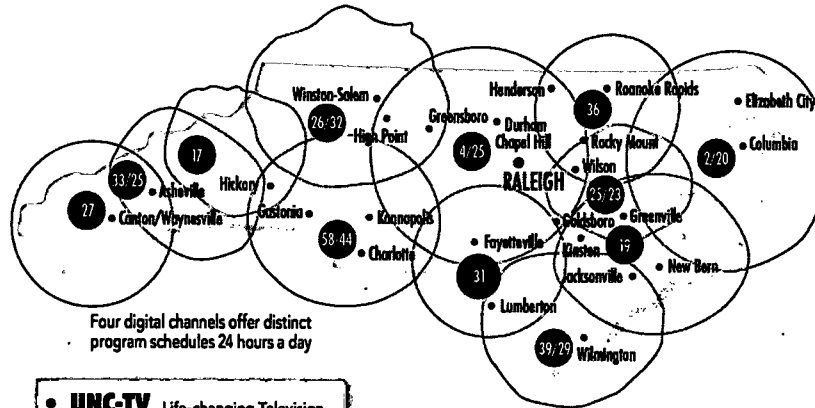 Henderson
Roanoke Rapids
Elizabeth City
Winston-Salem
36
26/32
Greensboro
Durham
High Point
4/25
Chapel Hill
Rocky Mount
2/20
Columbia
17
RALEIGH
Wilson
33/25
Asheville
Hickory
25/23
27
Canton/Waynesville
Gastonia
Kannapolis
Goldsboro
Greenville
58-44
Charlotte
Fayetteville
Kinston
19
31
Jacksonville
New Bern
Lumberton
Four digital channels offer distinct
program schedules 24 hours a day
39/29
Wilmington
• UNC-TV Life-changing Television